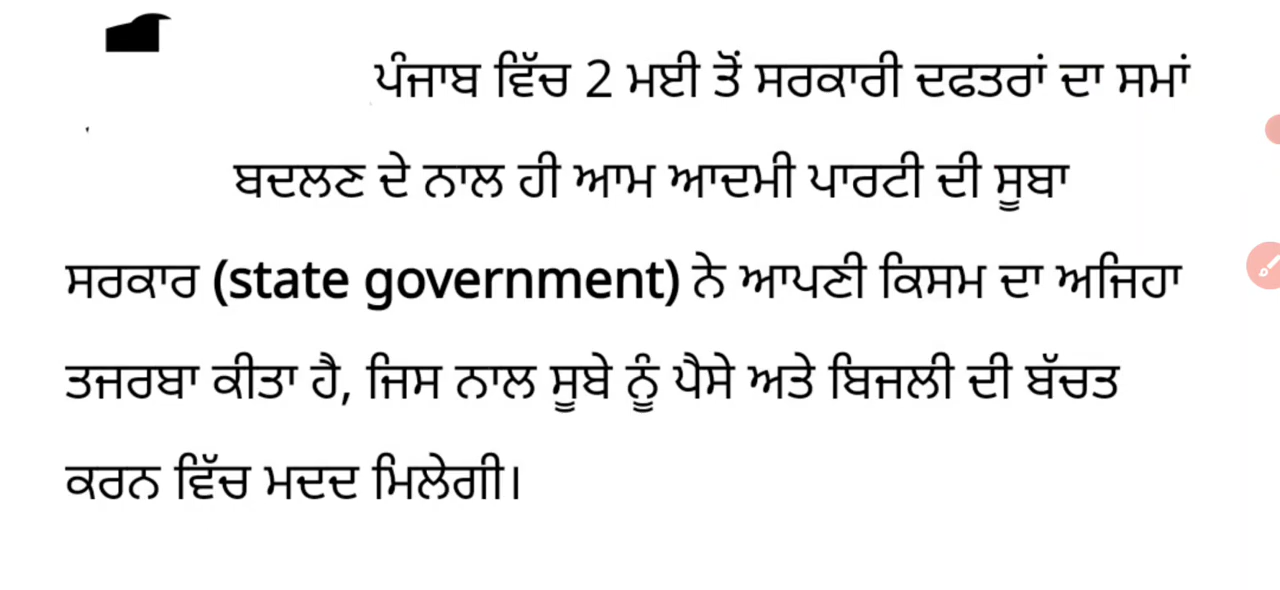 ਪੰਜਾਬ ਵਿੱਚ 2 ਮਈ ਤੋਂ ਸਰਕਾਰੀ ਦਫਤਰਾਂ ਦਾ ਸਮਾਂ
ਬਦਲਣ ਦੇ ਨਾਲ ਹੀ ਆਮ ਆਦਮੀ ਪਾਰਟੀ ਦੀ ਸੂਬਾ
ਸਰਕਾਰ (state government) ਨੇ ਆਪਣੀ ਕਿਸਮ ਦਾ ਅਜਿਹਾ
ਤਜਰਬਾ ਕੀਤਾ ਹੈ, ਜਿਸ ਨਾਲ ਸੂਬੇ ਨੂੰ ਪੈਸੇ ਅਤੇ ਬਿਜਲੀ ਦੀ ਬੱਚਤ
ਕਰਨ ਵਿੱਚ ਮਦਦ ਮਿਲੇਗੀ।